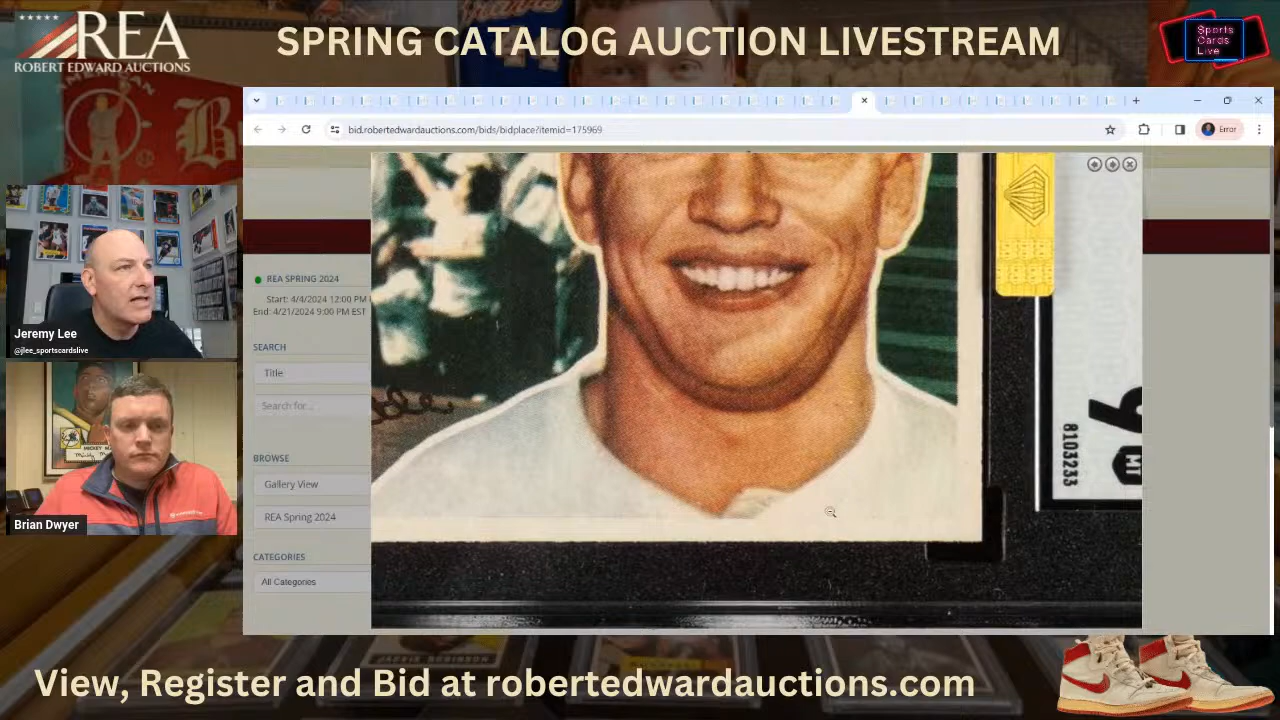 REA
ROBERT EDWARD AUCTIONS
SPRING CATALOG AUCTION LIVESTREAM
Sports
Cards
Live
bid.robertedwardauctions.com/bids/bidplace?itemid=175969
Error
REA SPRING 2024
Start: 4/4/2024 12:00 PM
End: 4/21/2024 9:00 PM EST
SEARCH
Title
Search for...
BROWSE
Gallery View
REA Spring 2024
CATEGORIES
All Categories
8103233
MT
Jeremy Lee
@jlee_sportscardslive
Brian Dwyer
View, Register and Bid at robertedwardauctions.com